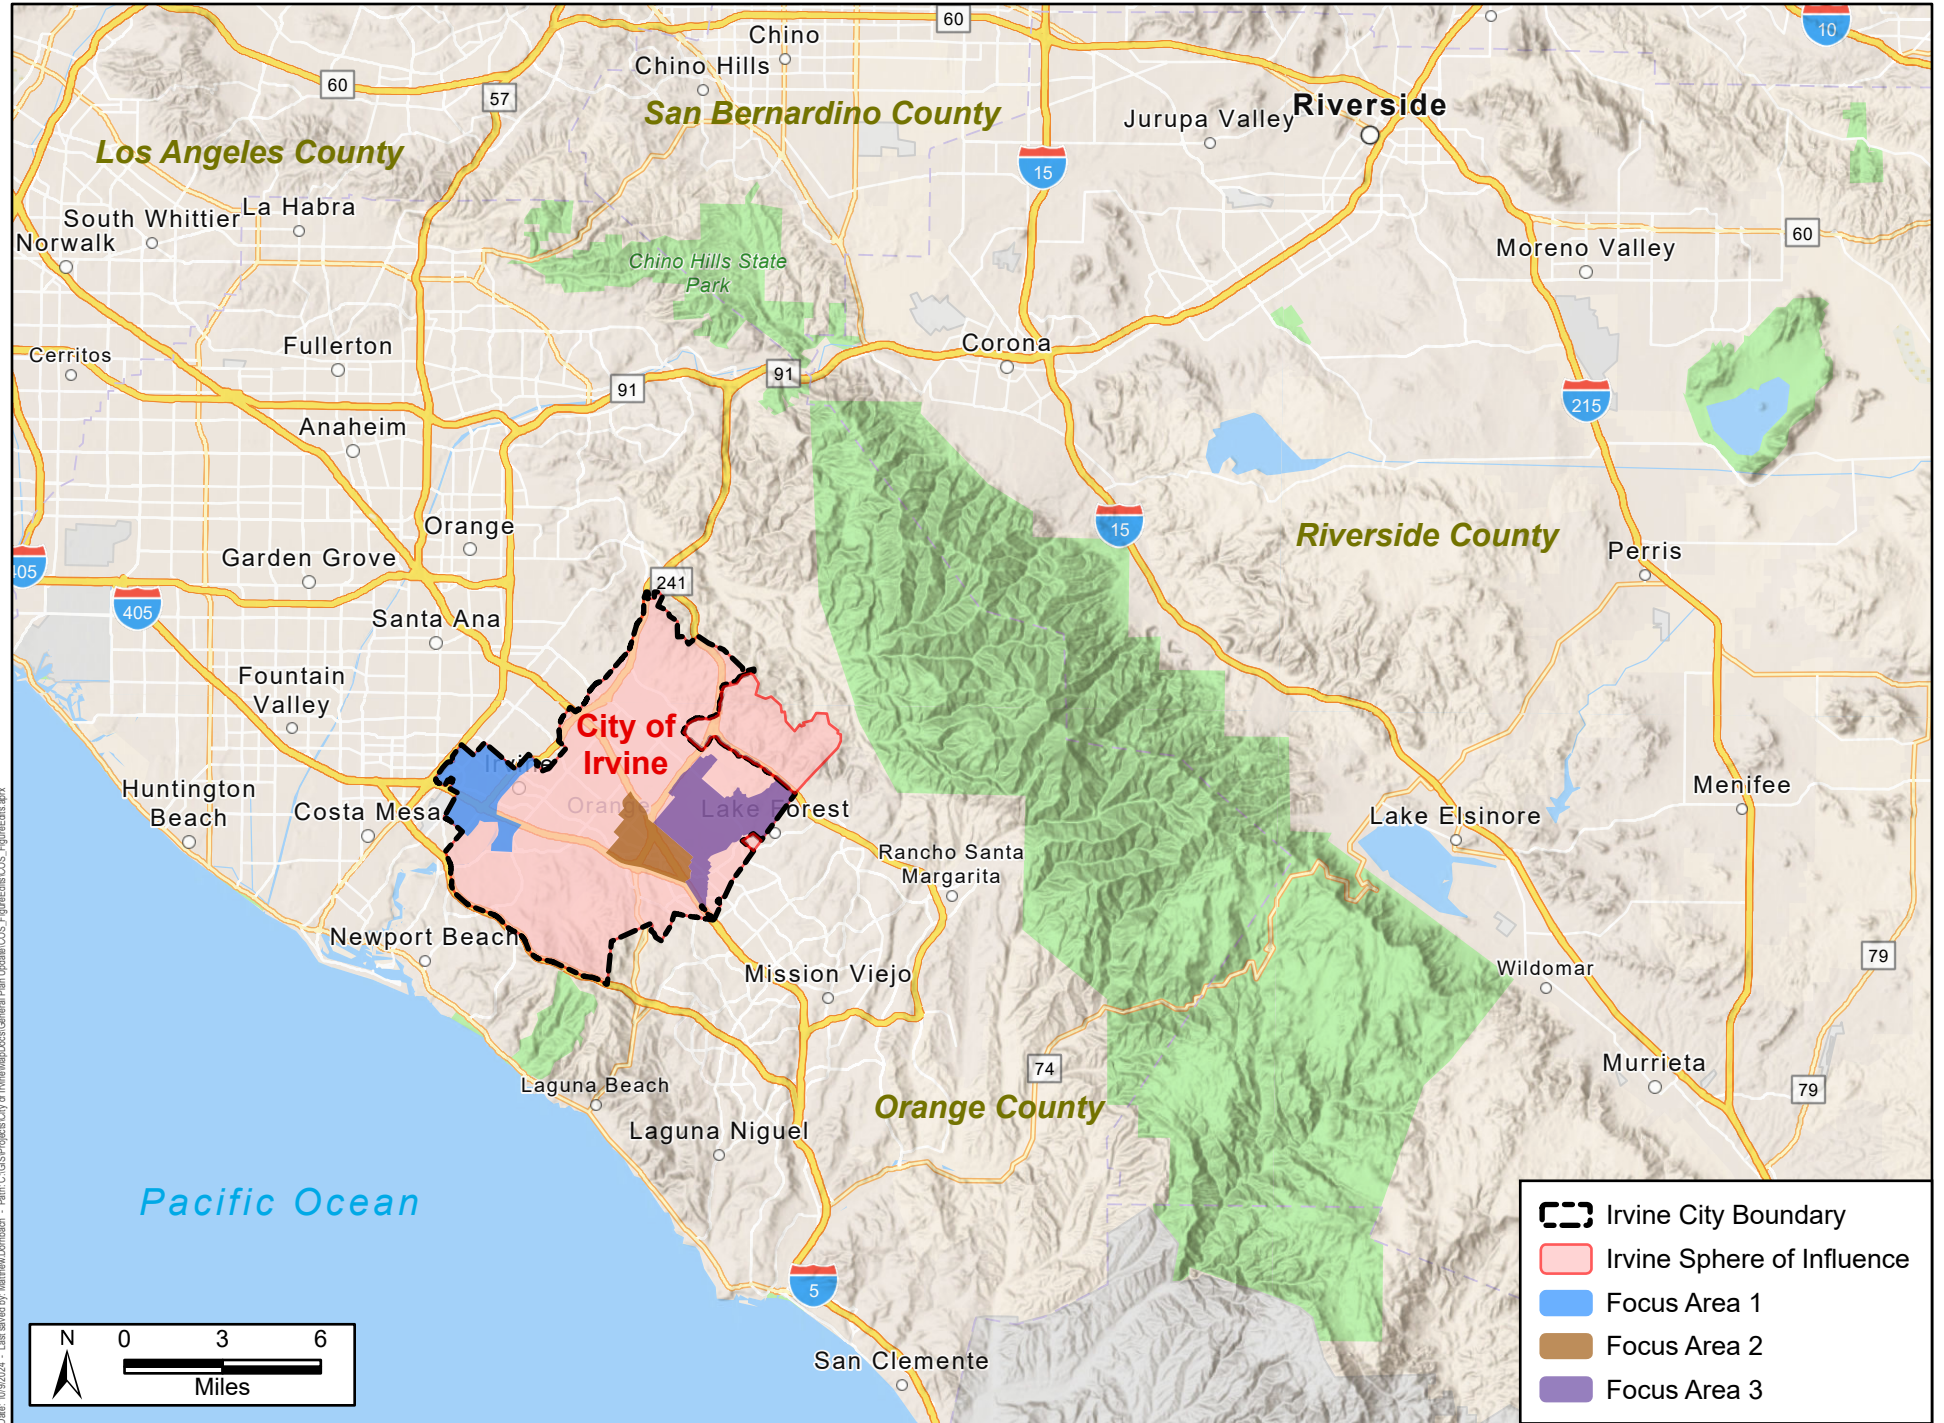 60
Chino
10
Chino Hills
60
57
San Bernardino County
Riverside
Jurupa Valley
Los Angeles County
15
La Habra
South Whittier
Norwalk
60
Moreno Valley
Chino Hills State
Park
Fullerton
Corona
Cerritos
91
91
215
Anaheim
Orange
15
Riverside County
Perris
Garden Grove
405
241
405
Santa Ana
Fountain
Valley
City of
Irvine
Irvine
Huntington
Beach
Costa Mesa
Orange
Lake Forest
Menifee
Lake Elsinore
Rancho Santa
Margarita
Newport Beach
Mission Viejo
Wildomar
79
Laguna Beach
74
Murrieta
79
Orange County
Laguna Niguel
Pacific Ocean
5
San Clemente
N
0 3 6
Miles
Irvine City Boundary
Irvine Sphere of Influence
Focus Area 1
Focus Area 2
Focus Area 3